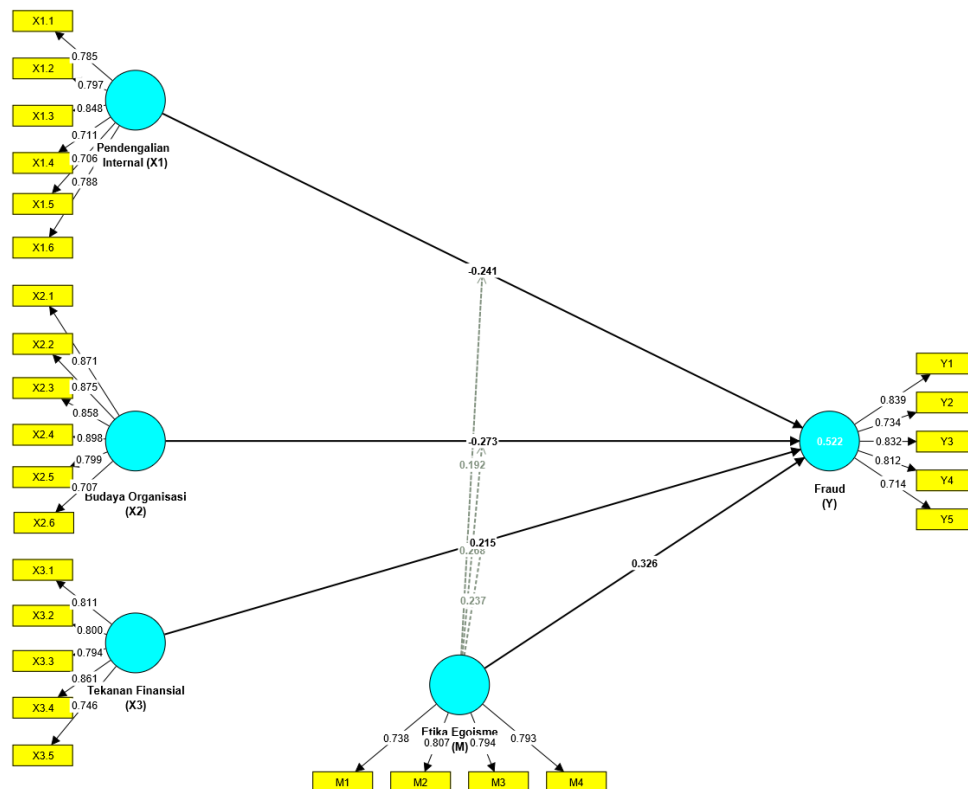 X1.1
0.785
X1.2
0.797
X1.3
0.848
X1.4
0.711
X1.5
0.706
X1.6
0.788
Pendengalian
Internal (X1)
-0.241
X2.1
0.871
X2.2
0.875
X2.3
0.858
X2.4
0.898
X2.5
0.799
X2.6
0.707
Budaya Organisasi
(X2)
-0.273
0.192
X3.1
0.811
X3.2
0.800
X3.3
0.794
X3.4
0.861
X3.5
0.746
Tekanan Finansial
(X3)
0.215
0.268
0.237
0.326
Etika Egoisme
(M)
0.738
0.807
0.794
0.793
M1
M2
M3
M4
0.522
Fraud
(Y)
0.839
Y1
0.734
Y2
0.832
Y3
0.812
Y4
0.714
Y5